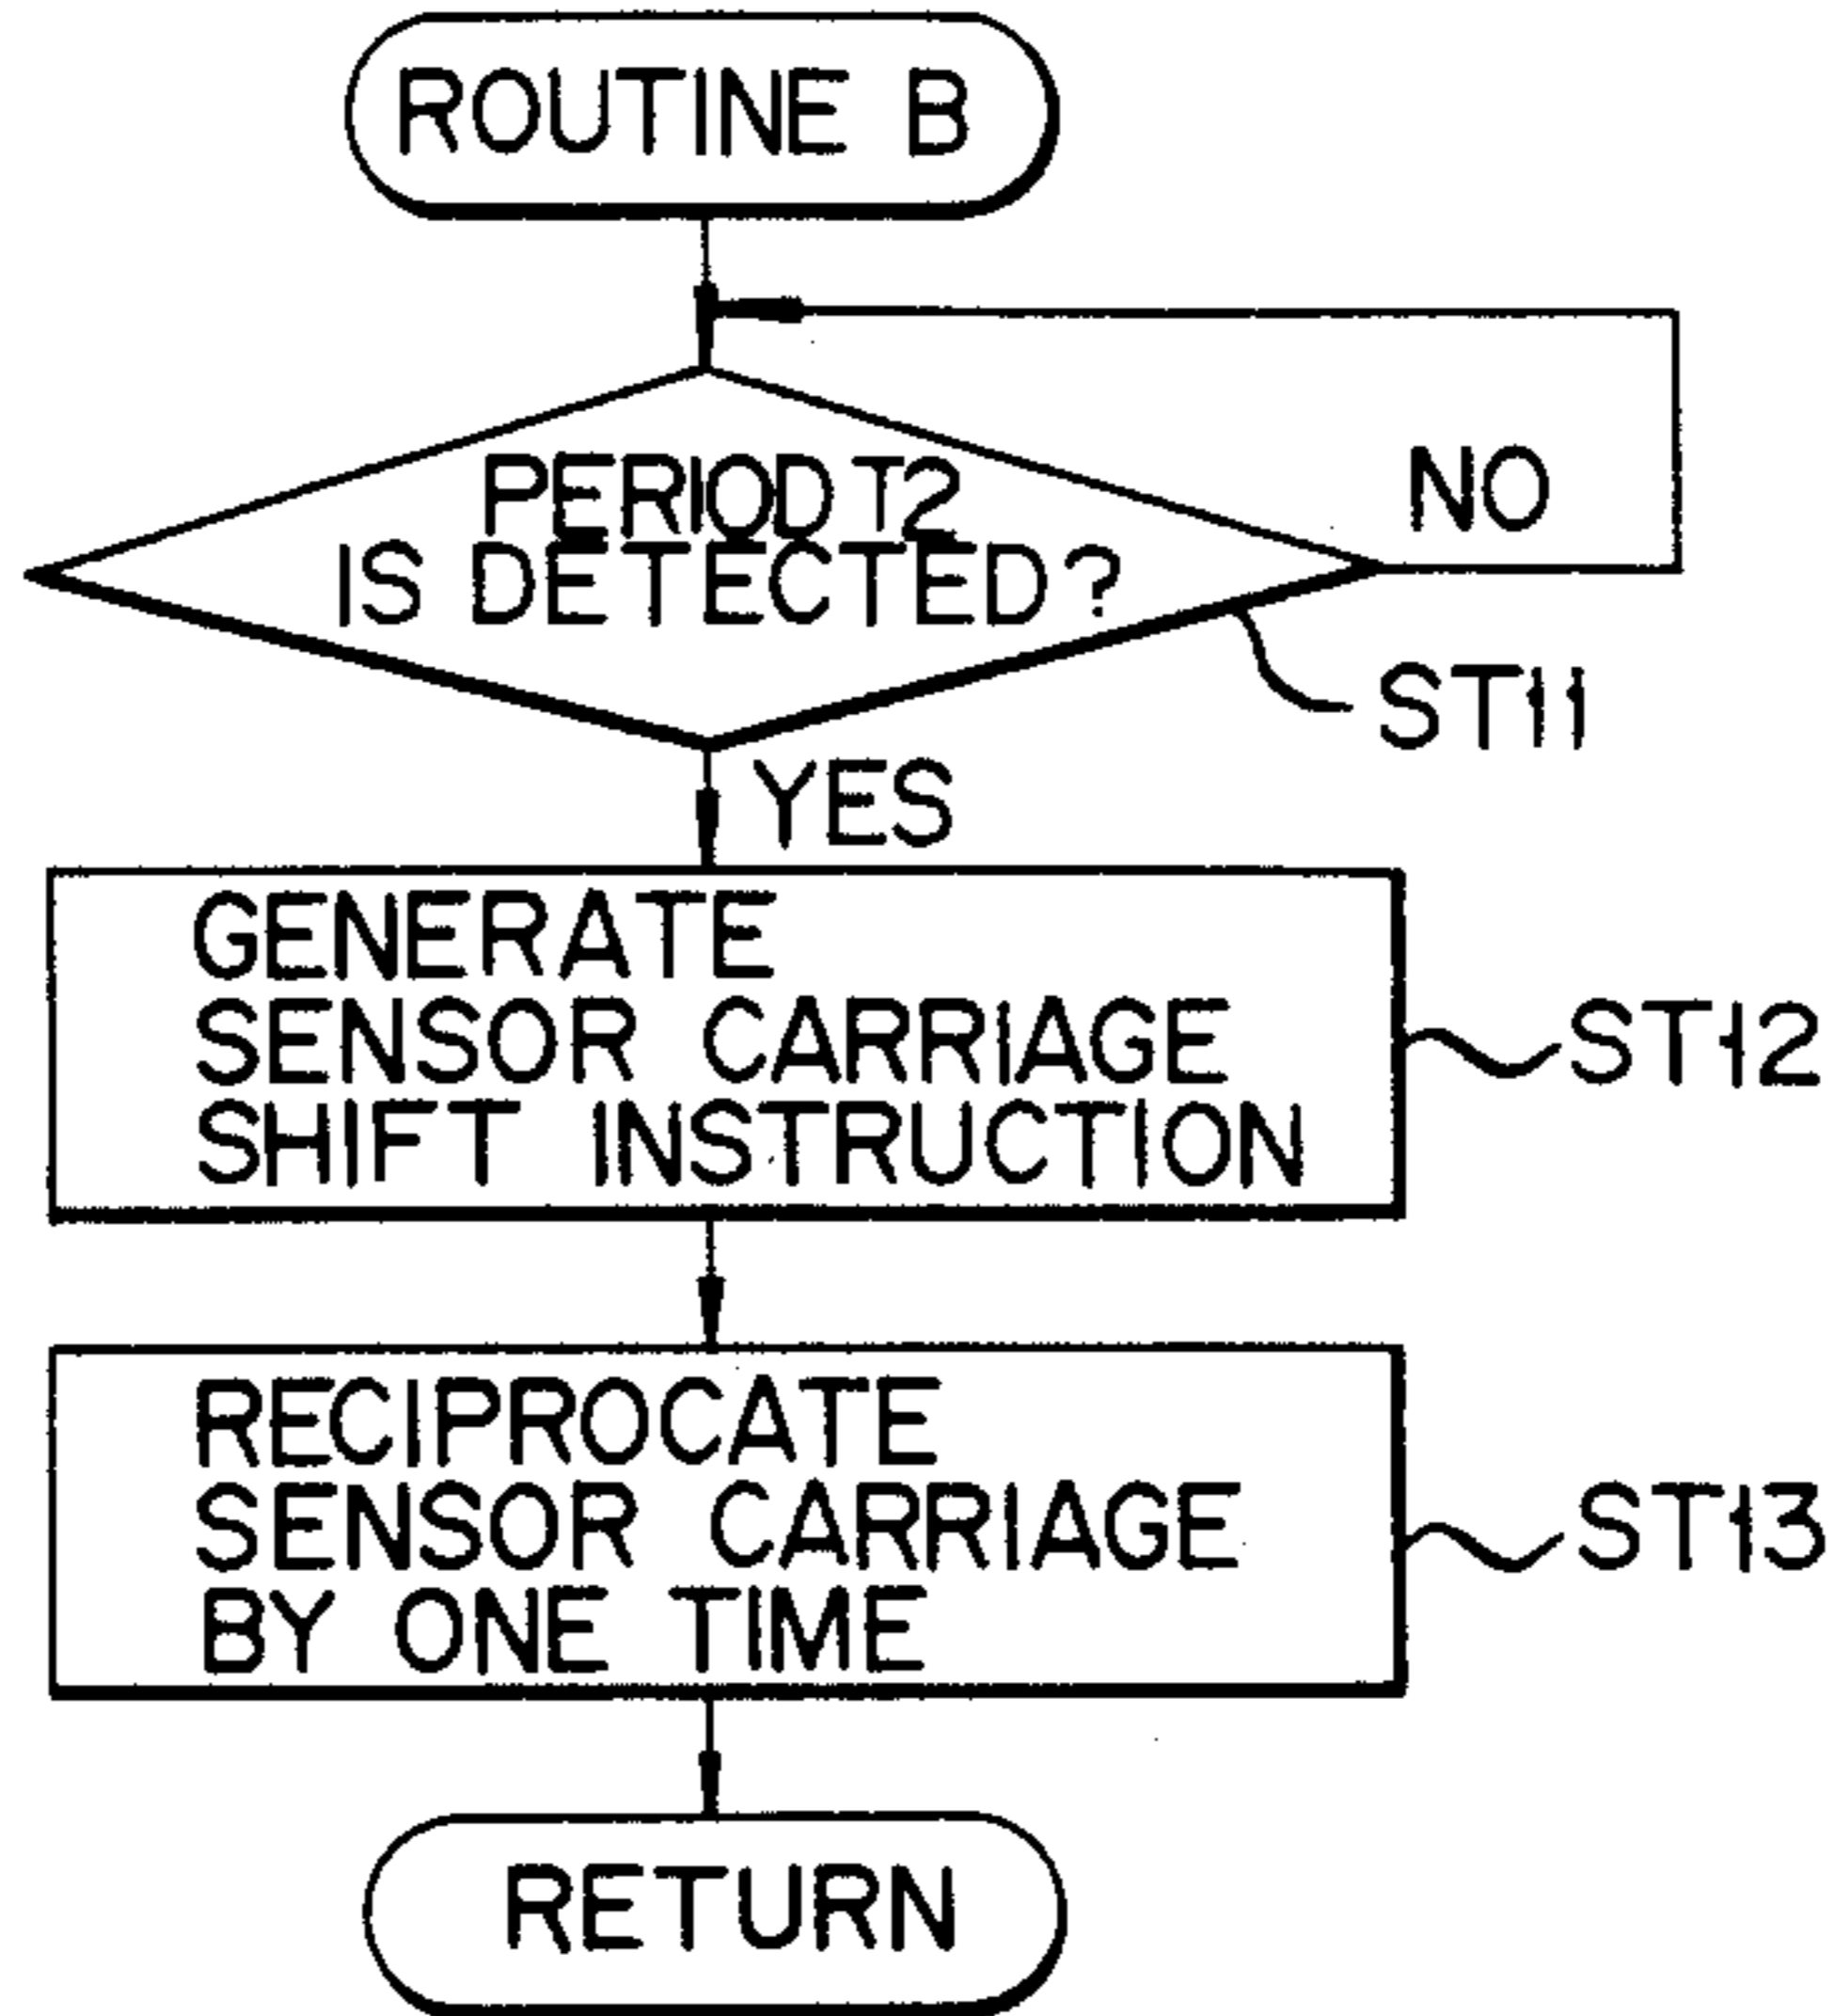 ROUTINE B
PERIOD T2
IS DETECTED?
NO
ST11
YES
GENERATE
SENSOR CARRIAGE
SHIFT INSTRUCTION
ST12
RECIPROCATE
SENSOR CARRIAGE
BY ONE TIME
ST13
RETURN